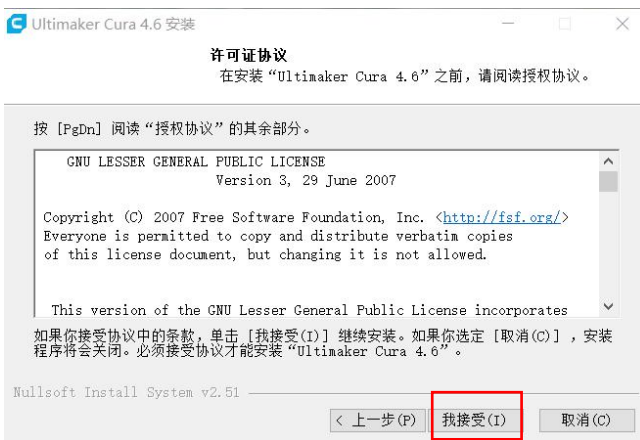 Ultimaker Cura 4.6 安装
许可证协议
在安装“Ultimaker Cura 4.6”之前，请阅读授权协议。
按 [PgDn] 阅读“授权协议”的其余部分。
GNU LESSER GENERAL PUBLIC LICENSE
Version 3, 29 June 2007
Copyright (C) 2007 Free Software Foundation, Inc. <http://fsf.org/>
Everyone is permitted to copy and distribute verbatim copies
of this license document, but changing it is not allowed.
This version of the GNU Lesser General Public License incorporates
如果你接受协议中的条款，单击 [我接受(I)] 继续安装。如果你选定 [取消(C)] ，安装
程序将会关闭。必须接受协议才能安装“Ultimaker Cura 4.6”。
Nullsoft Install System v2.51
< 上一步(P) 我接受(I) 取消(C)